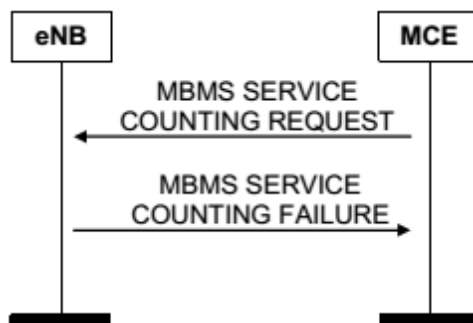 eNB
MCE
MBMS SERVICE
COUNTING REQUEST
MBMS SERVICE
COUNTING FAILURE